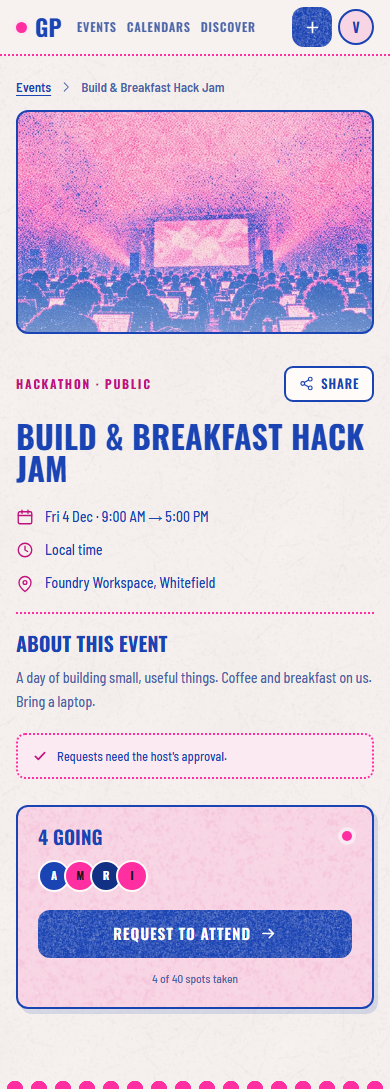 GP EVENTS CALENDARS DISCOVER + V
Events > Build & Breakfast Hack Jam
HACKATHON · PUBLIC
SHARE
BUILD & BREAKFAST HACK
JAM
Fri 4 Dec · 9:00 AM → 5:00 PM
Local time
Foundry Workspace, Whitefield
ABOUT THIS EVENT
A day of building small, useful things. Coffee and breakfast on us.
Bring a laptop.
Requests need the host's approval.
4 GOING
A M R I
REQUEST TO ATTEND →
4 of 40 spots taken